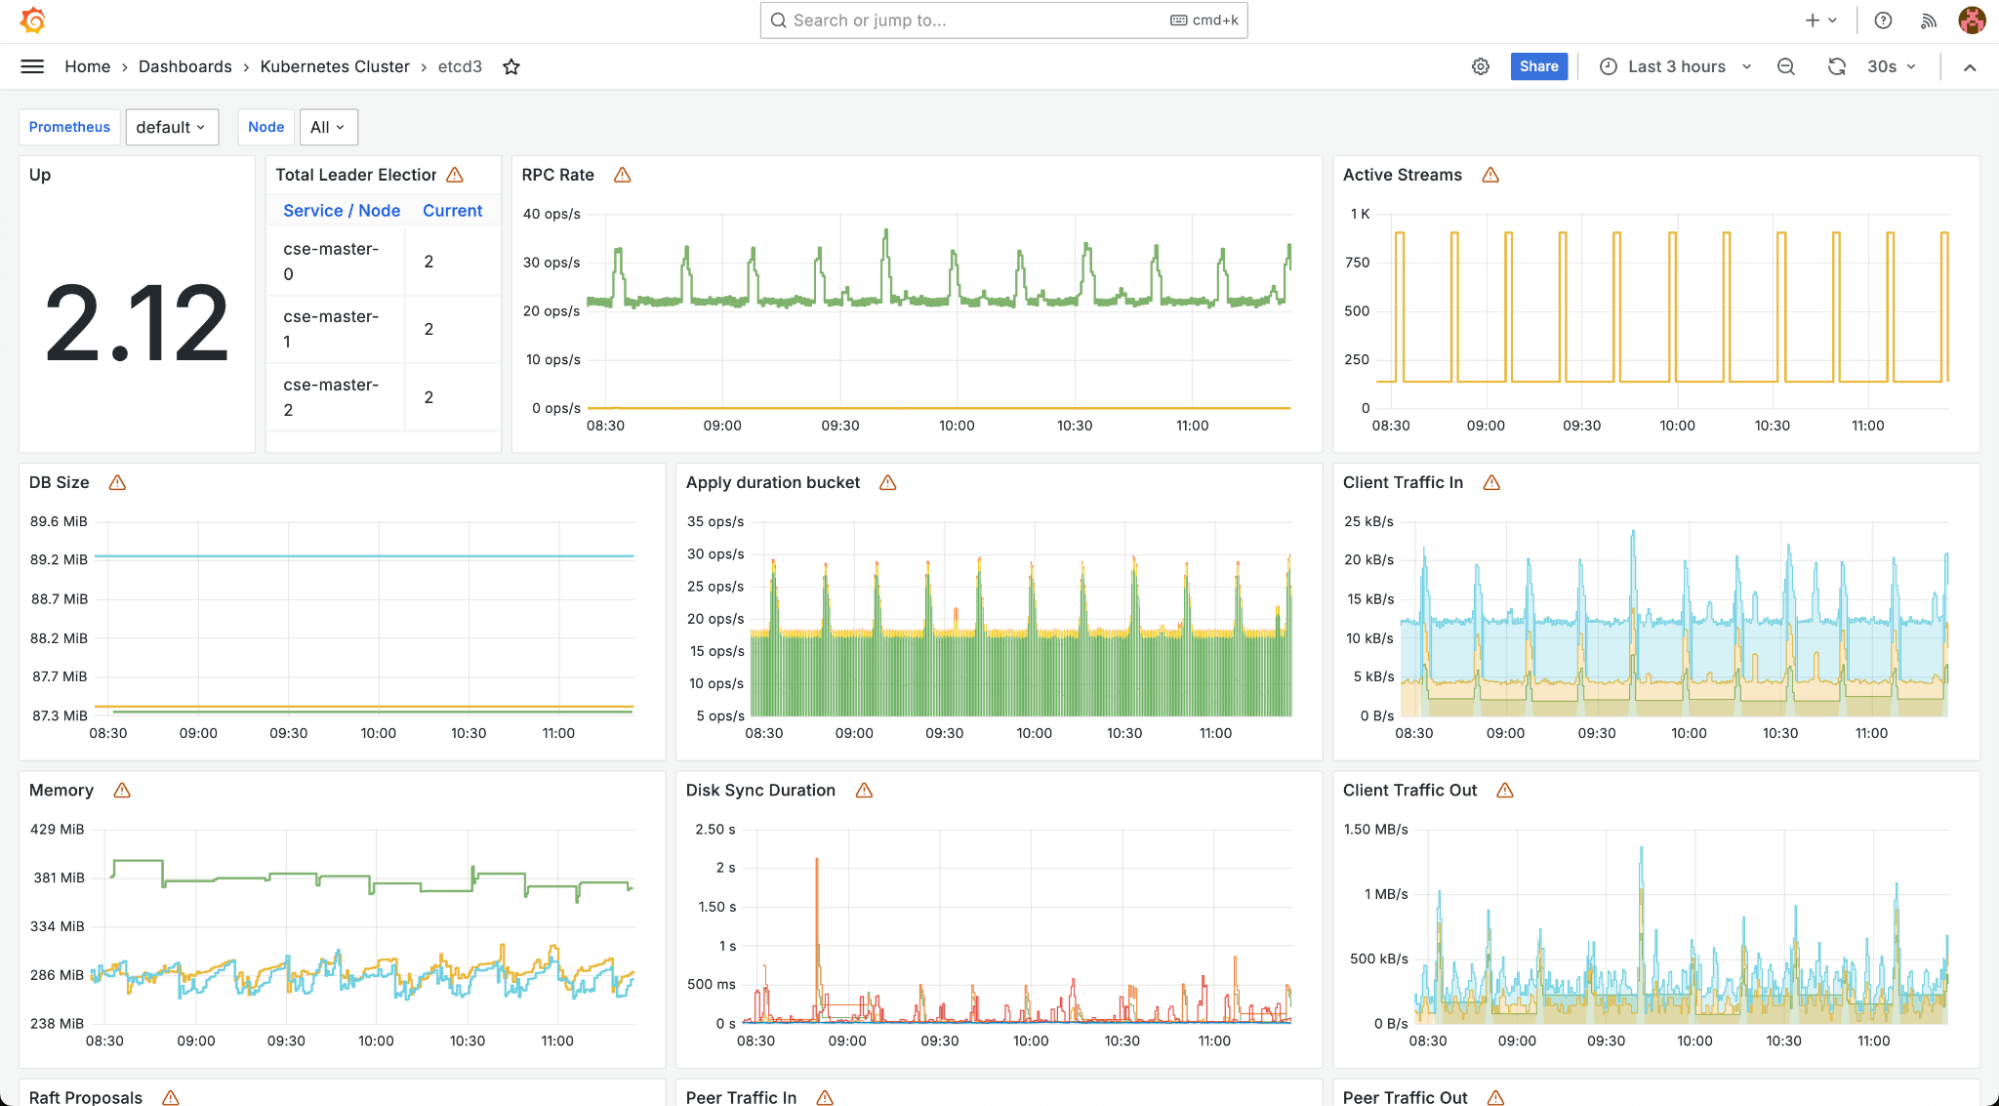 Search or jump to... cmd+k
Home › Dashboards › Kubernetes Cluster › etcd3
Share Last 3 hours 30s
Prometheus default Node All
Up
2.12
Total Leader Election
Service / Node Current
cse-master-
0
2
cse-master-
1
2
cse-master-
2
2
RPC Rate
40 ops/s
30 ops/s
20 ops/s
10 ops/s
0 ops/s
08:30 09:00 09:30 10:00 10:30 11:00
Active Streams
1 K
750
500
250
0
08:30 09:00 09:30 10:00 10:30 11:00
DB Size
89.6 MiB
89.2 MiB
88.7 MiB
88.2 MiB
87.7 MiB
87.3 MiB
08:30 09:00 09:30 10:00 10:30 11:00
Apply duration bucket
35 ops/s
30 ops/s
25 ops/s
20 ops/s
15 ops/s
10 ops/s
5 ops/s
08:30 09:00 09:30 10:00 10:30 11:00
Client Traffic In
25 kB/s
20 kB/s
15 kB/s
10 kB/s
5 kB/s
0 B/s
08:30 09:00 09:30 10:00 10:30 11:00
Memory
429 MiB
381 MiB
334 MiB
286 MiB
238 MiB
08:30 09:00 09:30 10:00 10:30 11:00
Disk Sync Duration
2.50 s
2 s
1.50 s
1 s
500 ms
0 s
08:30 09:00 09:30 10:00 10:30 11:00
Client Traffic Out
1.50 MB/s
1 MB/s
500 kB/s
0 B/s
08:30 09:00 09:30 10:00 10:30 11:00
Raft Proposals
Peer Traffic In
Peer Traffic Out